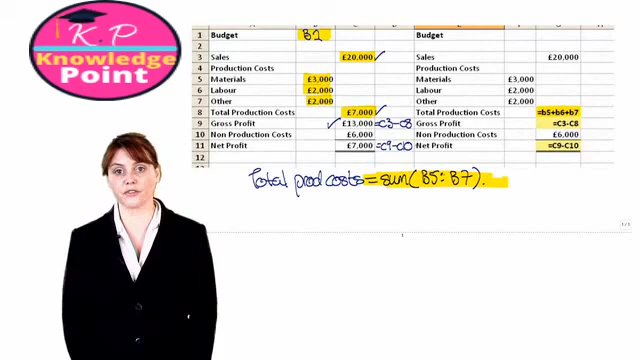 K.P
Knowledge
Point
1 Budget B2 Budget
2
3 Sales £20,000 Sales £20,000
4 Production Costs Production Costs
5 Materials £3,000 Materials £3,000
6 Labour £2,000 Labour £2,000
7 Other £2,000 Other £2,000
8 Total Production Costs £7,000 Total Production Costs =b5+b6+b7
9 Gross Profit £13,000 =C3-C8 Gross Profit =C3-C8
10 Non Production Costs £6,000 Non Production Costs £6,000
11 Net Profit £7,000 =C9-C10 Net Profit =C9-C10
12
13
Total prod costs = sum(B5:B7).